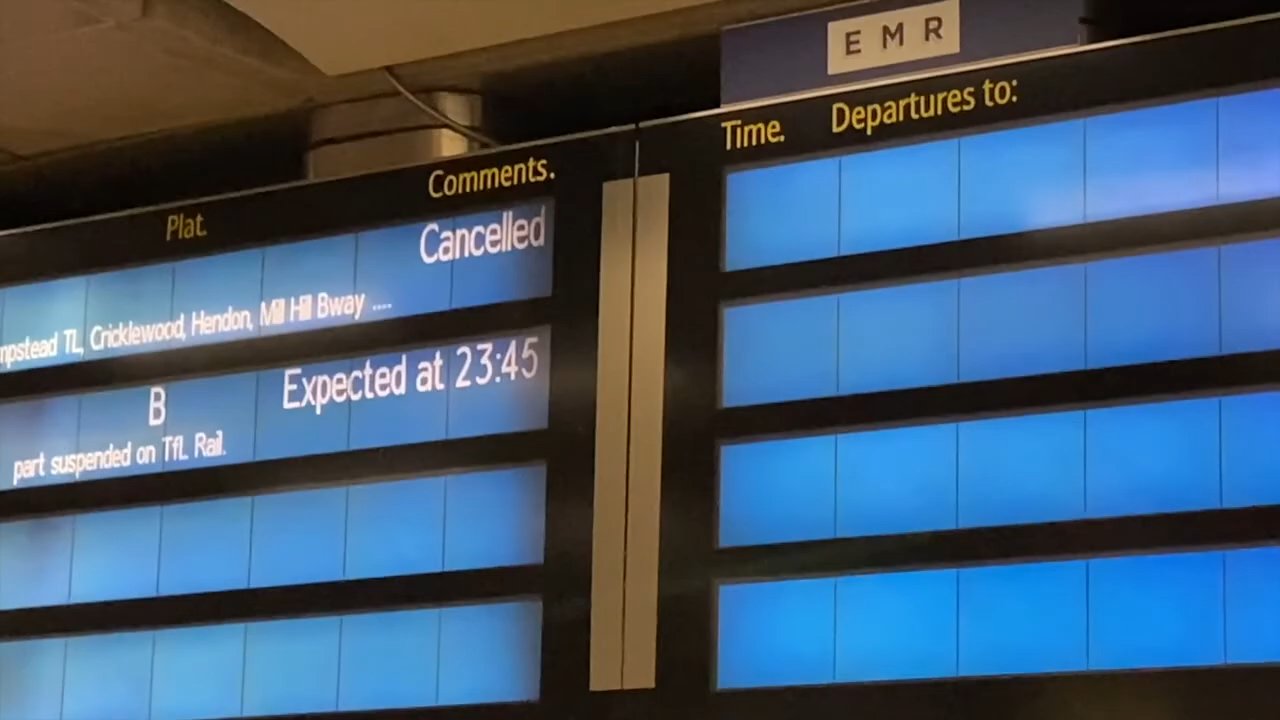 Plat.
Comments.
Cancelled
TL, Cricklewood, Hendon, Mill Hill Bway ....
B
Expected at 23:45
part suspended on TfL Rail.
EMR
Time.
Departures to: